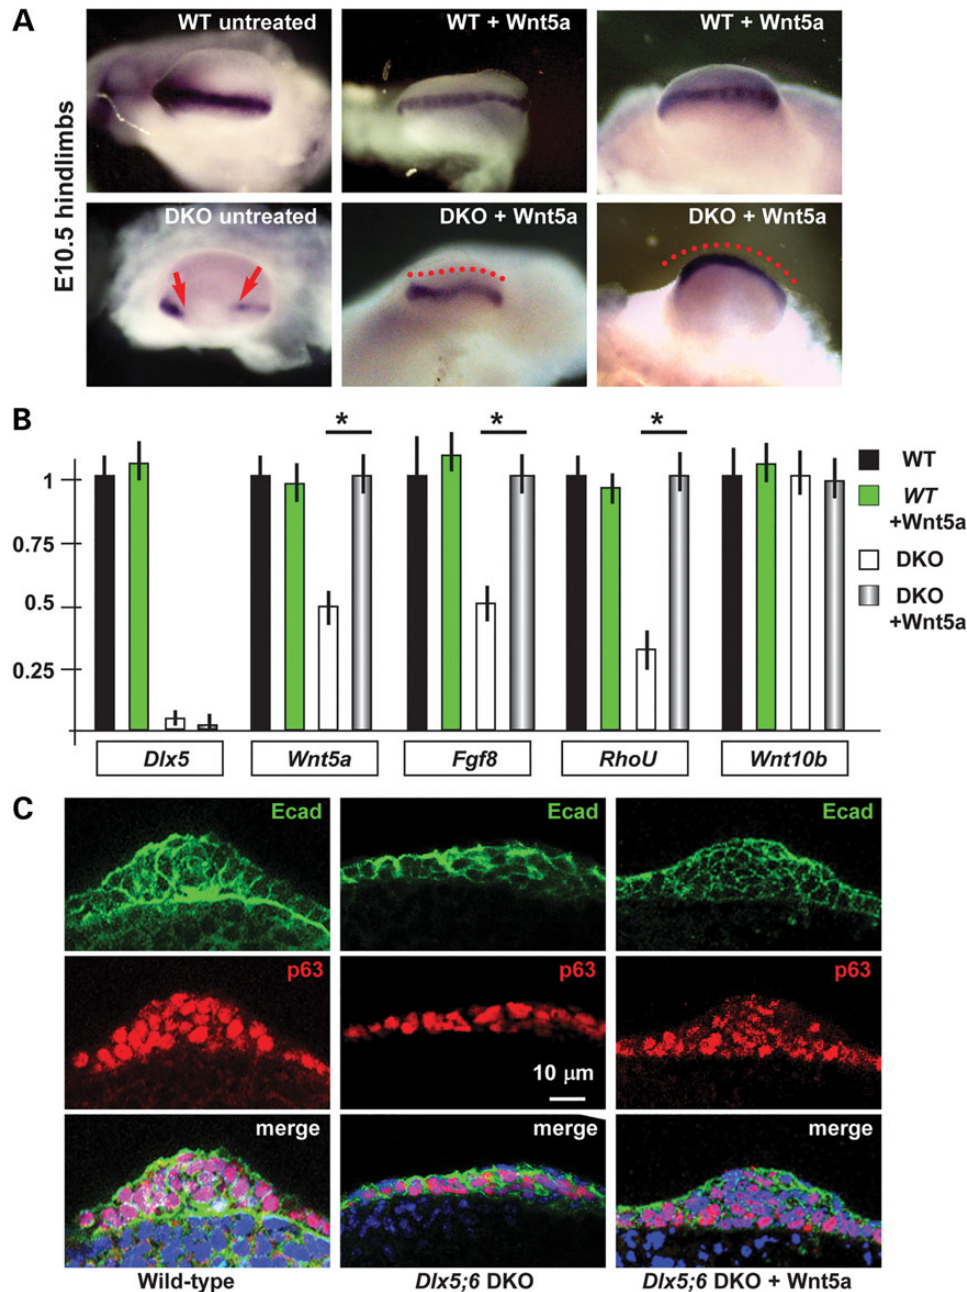 A
WT untreated
WT + Wnt5a
WT + Wnt5a
E10.5 hindlimbs
DKO untreated
DKO + Wnt5a
DKO + Wnt5a
B
*
*
*
1
0.75
0.5
0.25
WT
WT
+Wnt5a
DKO
DKO
+Wnt5a
Dlx5
Wnt5a
Fgf8
RhoU
Wnt10b
C
Ecad
Ecad
Ecad
p63
p63
p63
10 µm
merge
merge
merge
Wild-type
Dlx5;6 DKO
Dlx5;6 DKO + Wnt5a